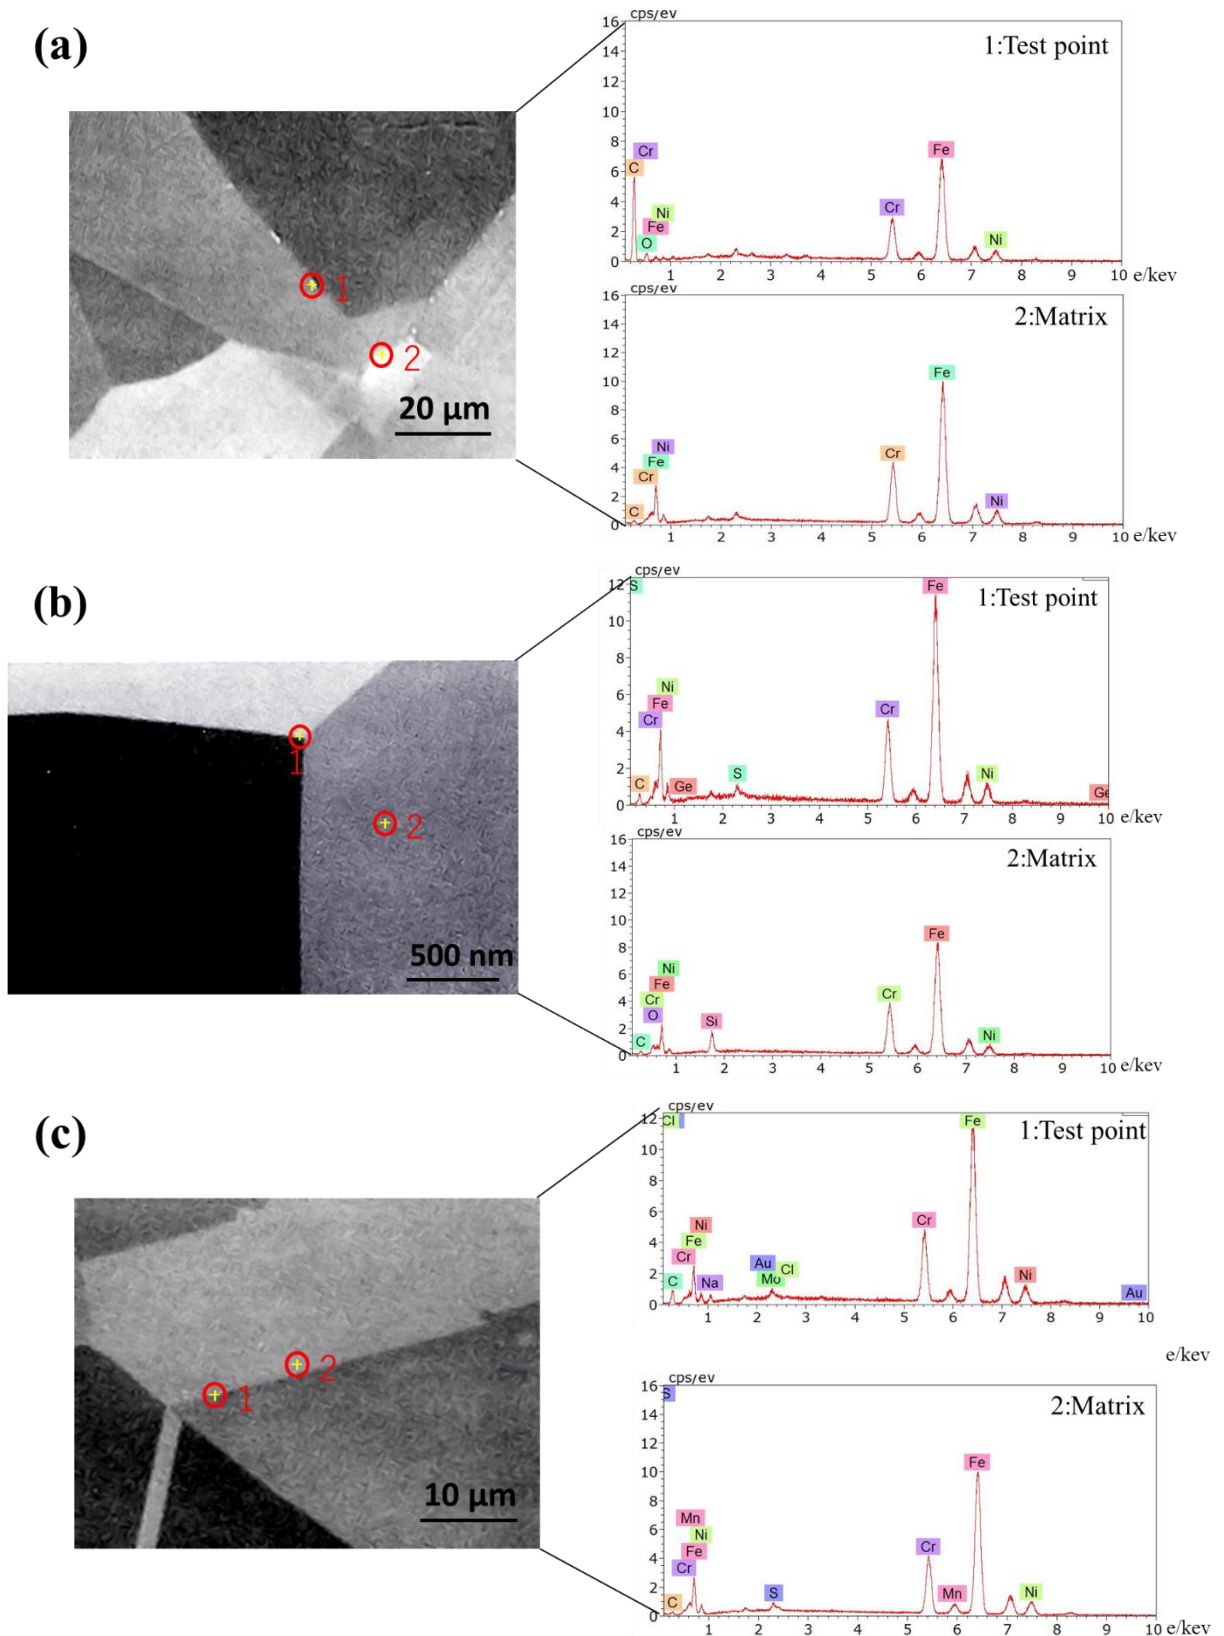 (a)
cps/ev
16
14
12
10
8
6
4
2
0
1:Test point
Cr
C
Ni
Fe
O
Cr
Fe
Ni
1 2 3 4 5 6 7 8 9 10 e/kev
1
2
20 μm
cps/ev
16
14
12
10
8
6
4
2
0
2:Matrix
Ni
Fe
Cr
C
Cr
Fe
Ni
1 2 3 4 5 6 7 8 9 10 e/kev
(b)
cps/ev
12
10
8
6
4
2
0
S
1:Test point
Ni
Fe
Cr
C
Ge
S
Cr
Fe
Ni
Ge
1 2 3 4 5 6 7 8 9 10 e/kev
1
2
500 nm
cps/ev
16
14
12
10
8
6
4
2
0
2:Matrix
Ni
Fe
Cr
O
C
Si
Cr
Fe
Ni
1 2 3 4 5 6 7 8 9 10 e/kev
(c)
cps/ev
12
10
8
6
4
2
0
Cl
1:Test point
Ni
Fe
Cr
C
Na
Au
Cl
Mo
Cr
Fe
Ni
Au
1 2 3 4 5 6 7 8 9 10
e/kev
1
2
10 μm
cps/ev
16
14
12
10
8
6
4
2
0
S
2:Matrix
Mn
Ni
Fe
Cr
C
S
Cr
Mn
Fe
Ni
1 2 3 4 5 6 7 8 9 10 e/kev